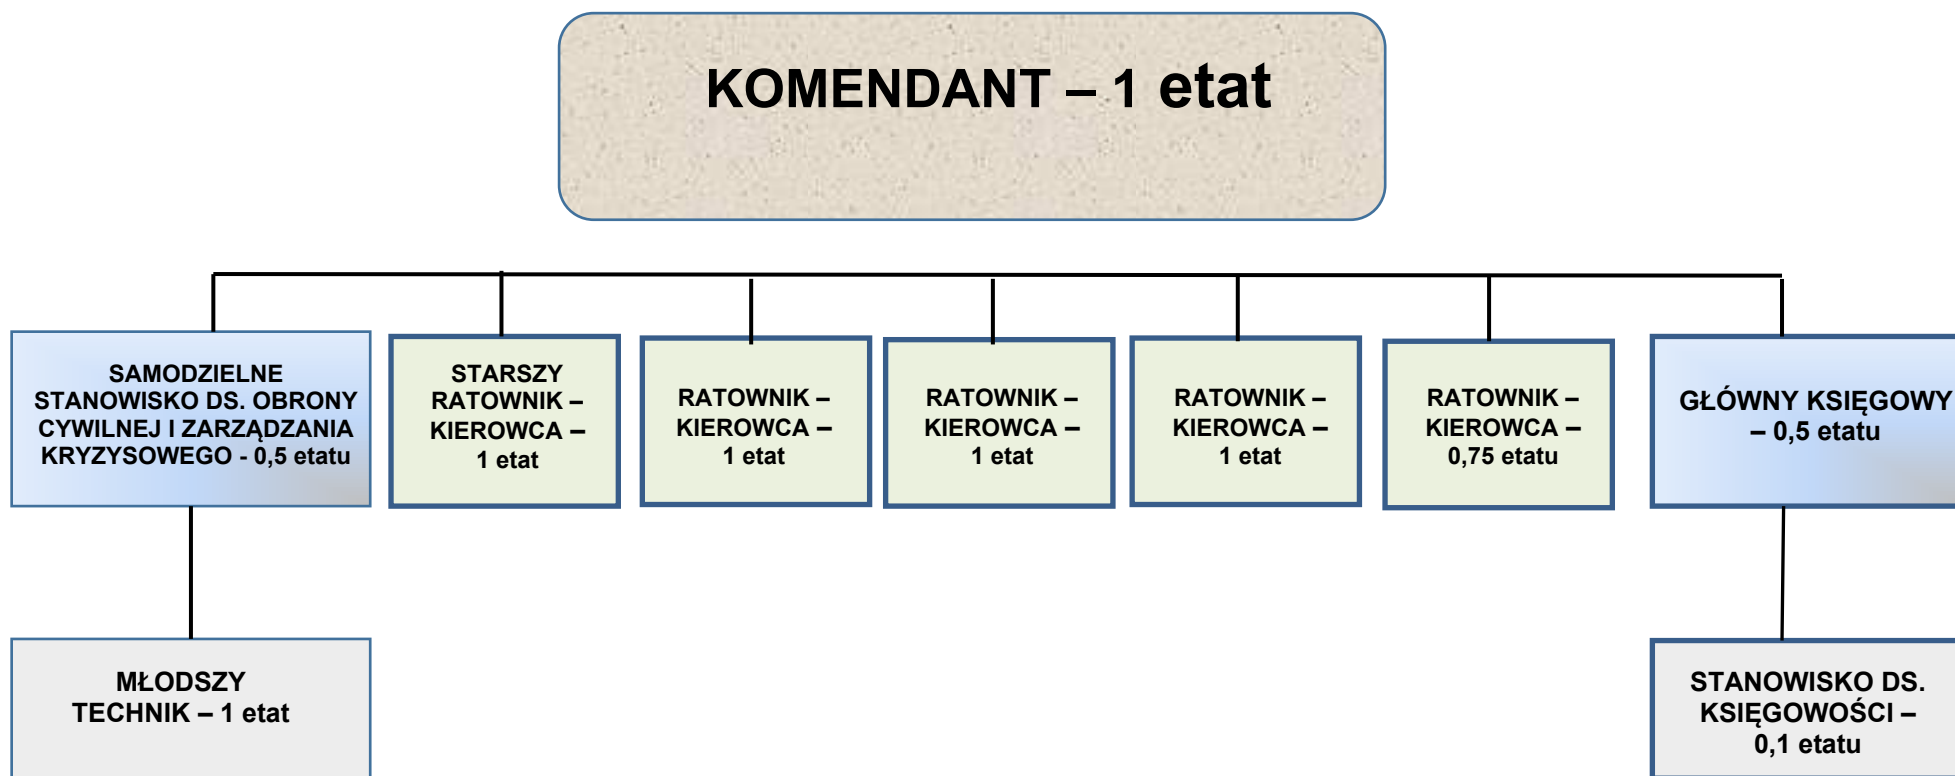 KOMENDANT – 1 etat
SAMODZIELNE
STANOWISKO DS. OBRONY
CYWILNEJ I ZARZĄDZANIA
KRYZYSOWEGO - 0,5 etatu
STARSZY
RATOWNIK –
KIEROWCA –
1 etat
RATOWNIK –
KIEROWCA –
1 etat
RATOWNIK –
KIEROWCA –
1 etat
RATOWNIK –
KIEROWCA –
1 etat
RATOWNIK –
KIEROWCA –
0,75 etatu
GŁÓWNY KSIĘGOWY
– 0,5 etatu
MŁODSZY
TECHNIK – 1 etat
STANOWISKO DS.
KSIĘGOWOŚCI –
0,1 etatu